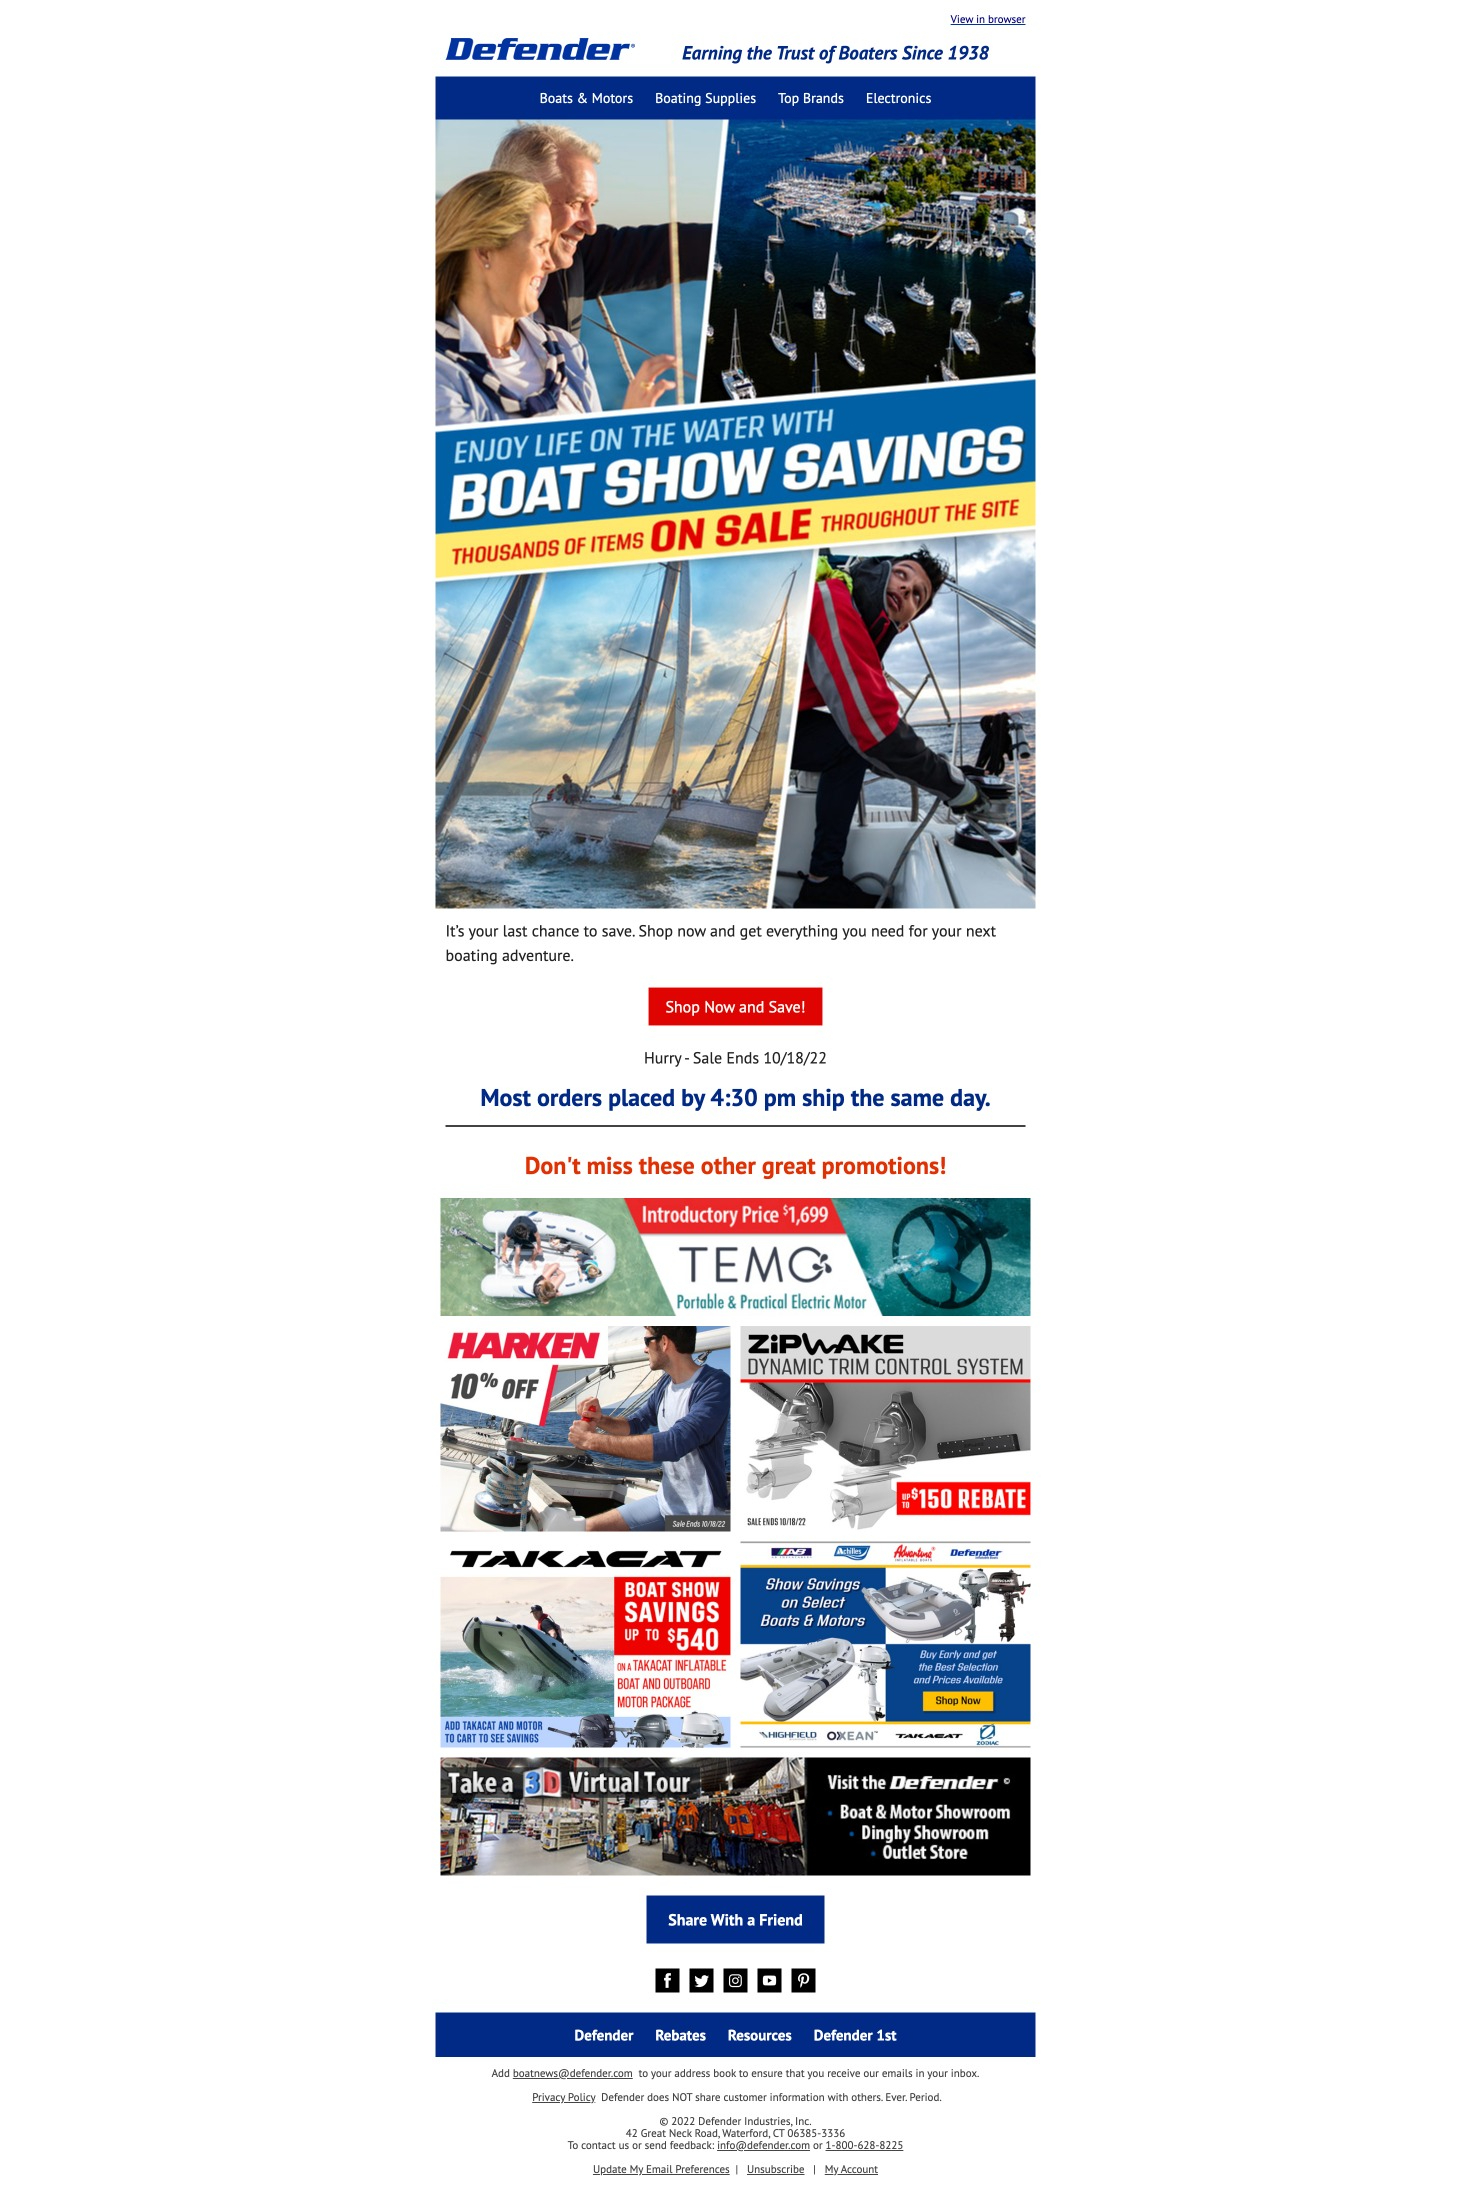 View in browser
Defender®
Earning the Trust of Boaters Since 1938
Boats & Motors Boating Supplies Top Brands Electronics
ENJOY LIFE ON THE WATER WITH
BOAT SHOW SAVINGS
THOUSANDS OF ITEMS ON SALE THROUGHOUT THE SITE
It's your last chance to save. Shop now and get everything you need for your next
boating adventure.
Shop Now and Save!
Hurry - Sale Ends 10/18/22
Most orders placed by 4:30 pm ship the same day.
Don't miss these other great promotions!
Introductory Price $1,699
TEMO
Portable & Practical Electric Motor
HARKEN
10% OFF
Sale Ends 10/18/22
ZiPWAKE
DYNAMIC TRIM CONTROL SYSTEM
UP TO $150 REBATE
SALE ENDS 10/18/22
TAKACAT
BOAT SHOW
SAVINGS
UP TO $540
ON A TAKACAT INFLATABLE
BOAT AND OUTBOARD
MOTOR PACKAGE
ADD TAKACAT AND MOTOR
TO CART TO SEE SAVINGS
AB Achilles Adventure Defender
Show Savings
on Select
Boats & Motors
Buy Early and get
the Best Selection
and Prices Available
Shop Now
HIGHFIELD OXXEAN TAKACAT ZODIAC
Take a 3D Virtual Tour
Visit the Defender ©
• Boat & Motor Showroom
• Dinghy Showroom
• Outlet Store
Share With a Friend
Defender Rebates Resources Defender 1st
Add boatnews@defender.com to your address book to ensure that you receive our emails in your inbox.
Privacy Policy Defender does NOT share customer information with others. Ever. Period.
© 2022 Defender Industries, Inc.
42 Great Neck Road, Waterford, CT 06385-3336
To contact us or send feedback: info@defender.com or 1-800-628-8225
Update My Email Preferences | Unsubscribe | My Account